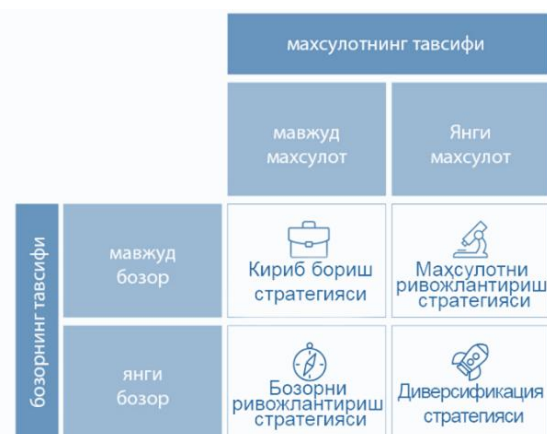 махсулотнинг тавсифи
мавжуд
махсулот
Янги
махсулот
бозорнинг тавсифи
мавжуд
бозор
Кириб бориш
стратегияси
Маҳсулотни
ривожлантириш
стратегияси
янги
бозор
Бозорни
ривожлантириш
стратегияси
Диверсификация
стратегияси